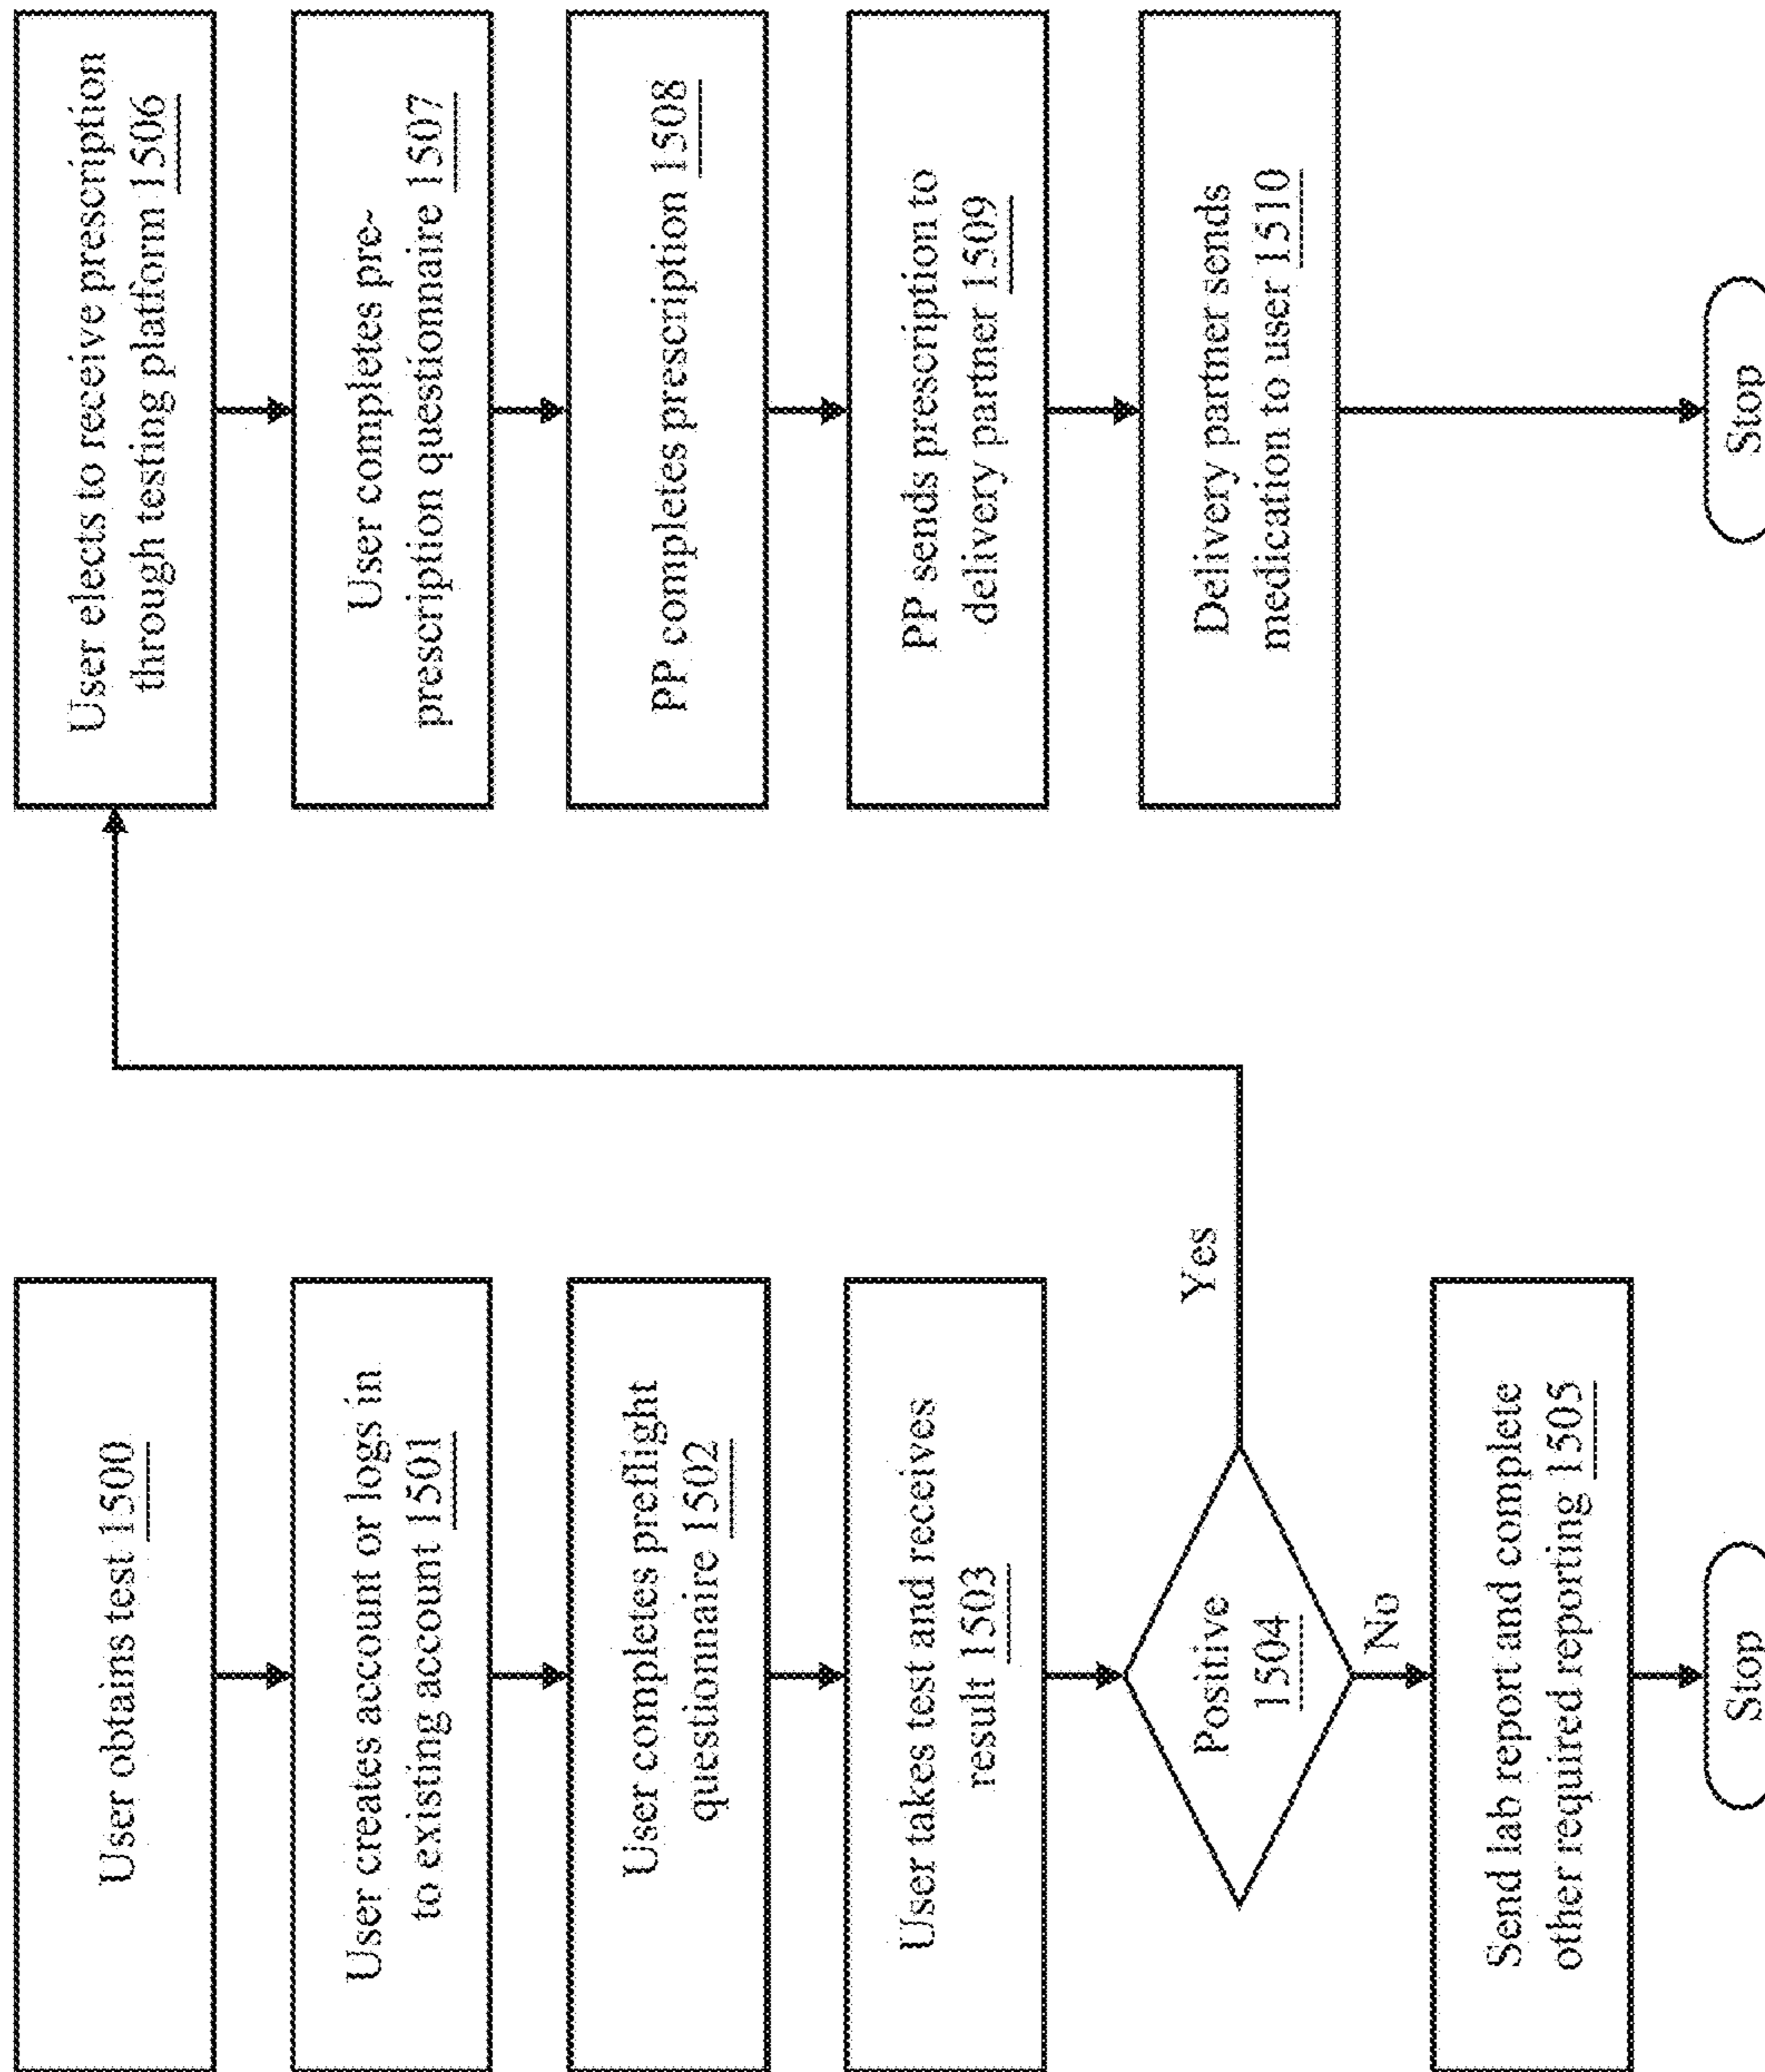 User obtains test 1500
User creates account or logs in
to existing account 1501
User completes preflight
questionnaire 1502
User takes test and receives
result 1503
Positive
1504
Yes
No
Send lab report and complete
other required reporting 1505
Stop
User elects to receive prescription
through testing platform 1506
User completes pre-
prescription questionnaire 1507
PP completes prescription 1508
PP sends prescription to
delivery partner 1509
Delivery partner sends
medication to user 1510
Stop